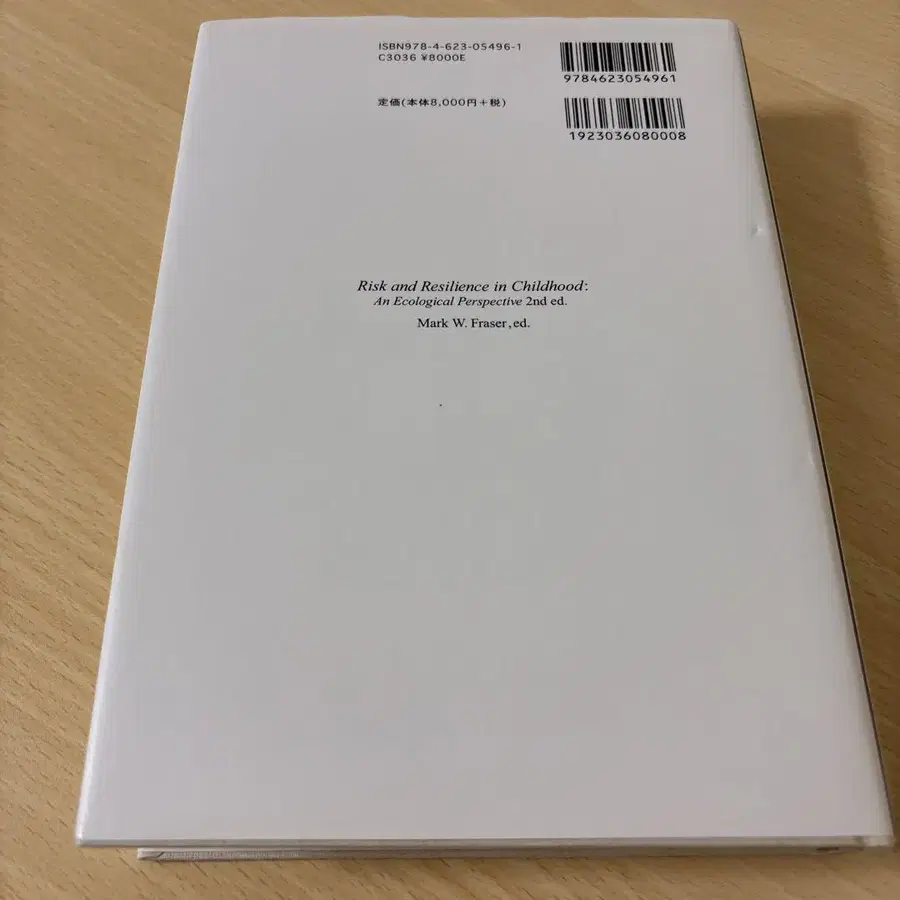 ISBN978-4-623-05496-1
C3036 ¥8000E
9784623054961
定価(本体8,000円+税)
1923036080008
Risk and Resilience in Childhood:
An Ecological Perspective 2nd ed.
Mark W. Fraser, ed.